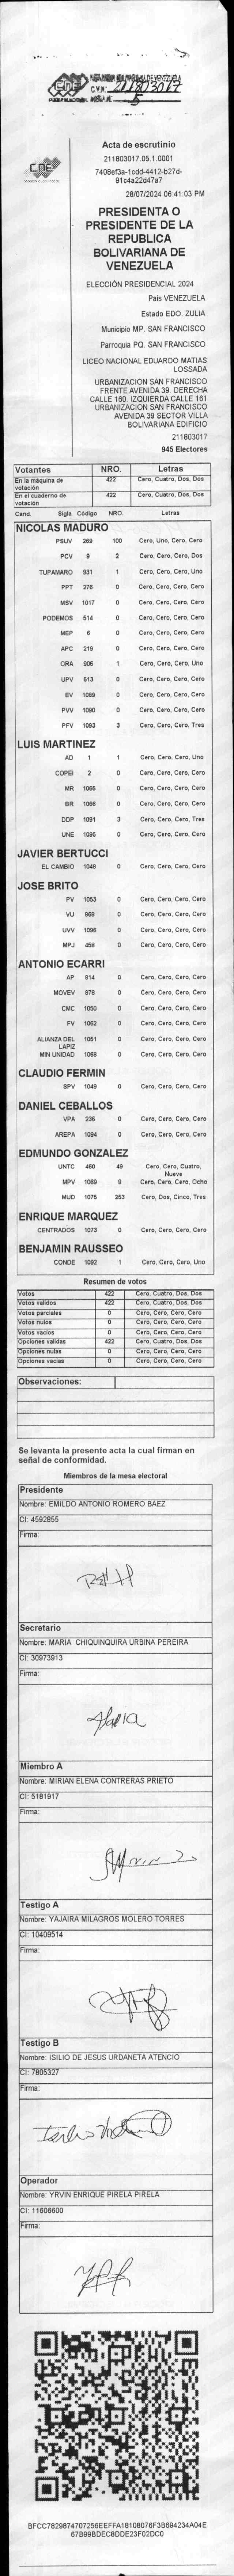 211803017
5
CNE
Acta de escrutinio
211803017.05.1.0001
7408ef3a-1cdd-4412-b27d-
91c4a22d47a7
28/07/2024 06:41:03 PM
PRESIDENTA O
PRESIDENTE DE LA
REPUBLICA
BOLIVARIANA DE
VENEZUELA
ELECCIÓN PRESIDENCIAL 2024
Pais VENEZUELA
Estado EDO. ZULIA
Municipio MP. SAN FRANCISCO
Parroquia PQ. SAN FRANCISCO
LICEO NACIONAL EDUARDO MATIAS
LOSSADA
URBANIZACION SAN FRANCISCO
FRENTE AVENIDA 39. DERECHA
CALLE 160. IZQUIERDA CALLE 161
URBANIZACION SAN FRANCISCO
AVENIDA 39 SECTOR VILLA
BOLIVARIANA EDIFICIO
211803017
945 Electores
Votantes NRO. Letras
En la máquina de votación 422 Cero, Cuatro, Dos, Dos
En el cuaderno de votación 422 Cero, Cuatro, Dos, Dos
Cand. Sigla Código NRO. Letras
NICOLAS MADURO
PSUV 269 100 Cero, Uno, Cero, Cero
PCV 9 2 Cero, Cero, Cero, Dos
TUPAMARO 931 1 Cero, Cero, Cero, Uno
PPT 276 0 Cero, Cero, Cero, Cero
MSV 1017 0 Cero, Cero, Cero, Cero
PODEMOS 514 0 Cero, Cero, Cero, Cero
MEP 6 0 Cero, Cero, Cero, Cero
APC 219 0 Cero, Cero, Cero, Cero
ORA 906 1 Cero, Cero, Cero, Uno
UPV 513 0 Cero, Cero, Cero, Cero
EV 1089 0 Cero, Cero, Cero, Cero
PVV 1090 0 Cero, Cero, Cero, Cero
PFV 1093 3 Cero, Cero, Cero, Tres
LUIS MARTINEZ
AD 1 1 Cero, Cero, Cero, Uno
COPEI 2 0 Cero, Cero, Cero, Cero
MR 1065 0 Cero, Cero, Cero, Cero
BR 1066 0 Cero, Cero, Cero, Cero
DDP 1091 3 Cero, Cero, Cero, Tres
UNE 1095 0 Cero, Cero, Cero, Cero
JAVIER BERTUCCI
EL CAMBIO 1048 0 Cero, Cero, Cero, Cero
JOSE BRITO
PV 1053 0 Cero, Cero, Cero, Cero
VU 869 0 Cero, Cero, Cero, Cero
UVV 1096 0 Cero, Cero, Cero, Cero
MPJ 458 0 Cero, Cero, Cero, Cero
ANTONIO ECARRI
AP 914 0 Cero, Cero, Cero, Cero
MOVEV 978 0 Cero, Cero, Cero, Cero
CMC 1050 0 Cero, Cero, Cero, Cero
FV 1062 0 Cero, Cero, Cero, Cero
ALIANZA DEL LAPIZ 1051 0 Cero, Cero, Cero, Cero
MIN UNIDAD 1068 0 Cero, Cero, Cero, Cero
CLAUDIO FERMIN
SPV 1049 0 Cero, Cero, Cero, Cero
DANIEL CEBALLOS
VPA 236 0 Cero, Cero, Cero, Cero
AREPA 1094 0 Cero, Cero, Cero, Cero
EDMUNDO GONZALEZ
UNTC 460 49 Cero, Cero, Cuatro,
Nueve
MPV 1069 8 Cero, Cero, Cero, Ocho
MUD 1075 253 Cero, Dos, Cinco, Tres
ENRIQUE MARQUEZ
CENTRADOS 1073 0 Cero, Cero, Cero, Cero
BENJAMIN RAUSSEO
CONDE 1092 1 Cero, Cero, Cero, Uno
Resumen de votos
Votos 422 Cero, Cuatro, Dos, Dos
Votos validos 422 Cero, Cuatro, Dos, Dos
Votos parciales 0 Cero, Cero, Cero, Cero
Votos nulos 0 Cero, Cero, Cero, Cero
Votos vacios 0 Cero, Cero, Cero, Cero
Opciones validas 422 Cero, Cuatro, Dos, Dos
Opciones nulas 0 Cero, Cero, Cero, Cero
Opciones vacias 0 Cero, Cero, Cero, Cero
Observaciones:
Se levanta la presente acta la cual firman en
señal de conformidad.
Miembros de la mesa electoral
Presidente
Nombre: EMILDO ANTONIO ROMERO BAEZ
CI: 4592855
Firma:
Secretario
Nombre: MARIA CHIQUINQUIRA URBINA PEREIRA
CI: 30973913
Firma:
Maria
Miembro A
Nombre: MIRIAN ELENA CONTRERAS PRIETO
CI: 5181917
Firma:
Testigo A
Nombre: YAJAIRA MILAGROS MOLERO TORRES
CI: 10409514
Firma:
Testigo B
Nombre: ISILIO DE JESUS URDANETA ATENCIO
CI: 7805327
Firma:
Operador
Nombre: YRVIN ENRIQUE PIRELA PIRELA
CI: 11606600
Firma:
BFCC7829874707256EEFFA18108076F3B694234A04E
67B99BDEC8DDE23F02DC0